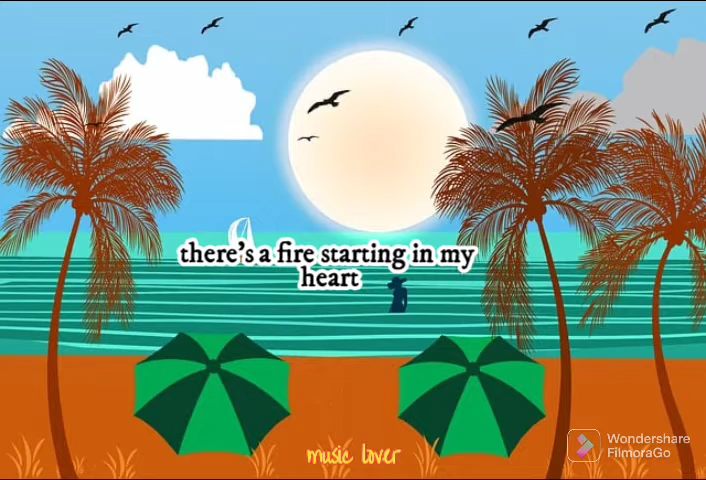 there's a fire starting in my
heart
music lover
Wondershare
FilmoraGo